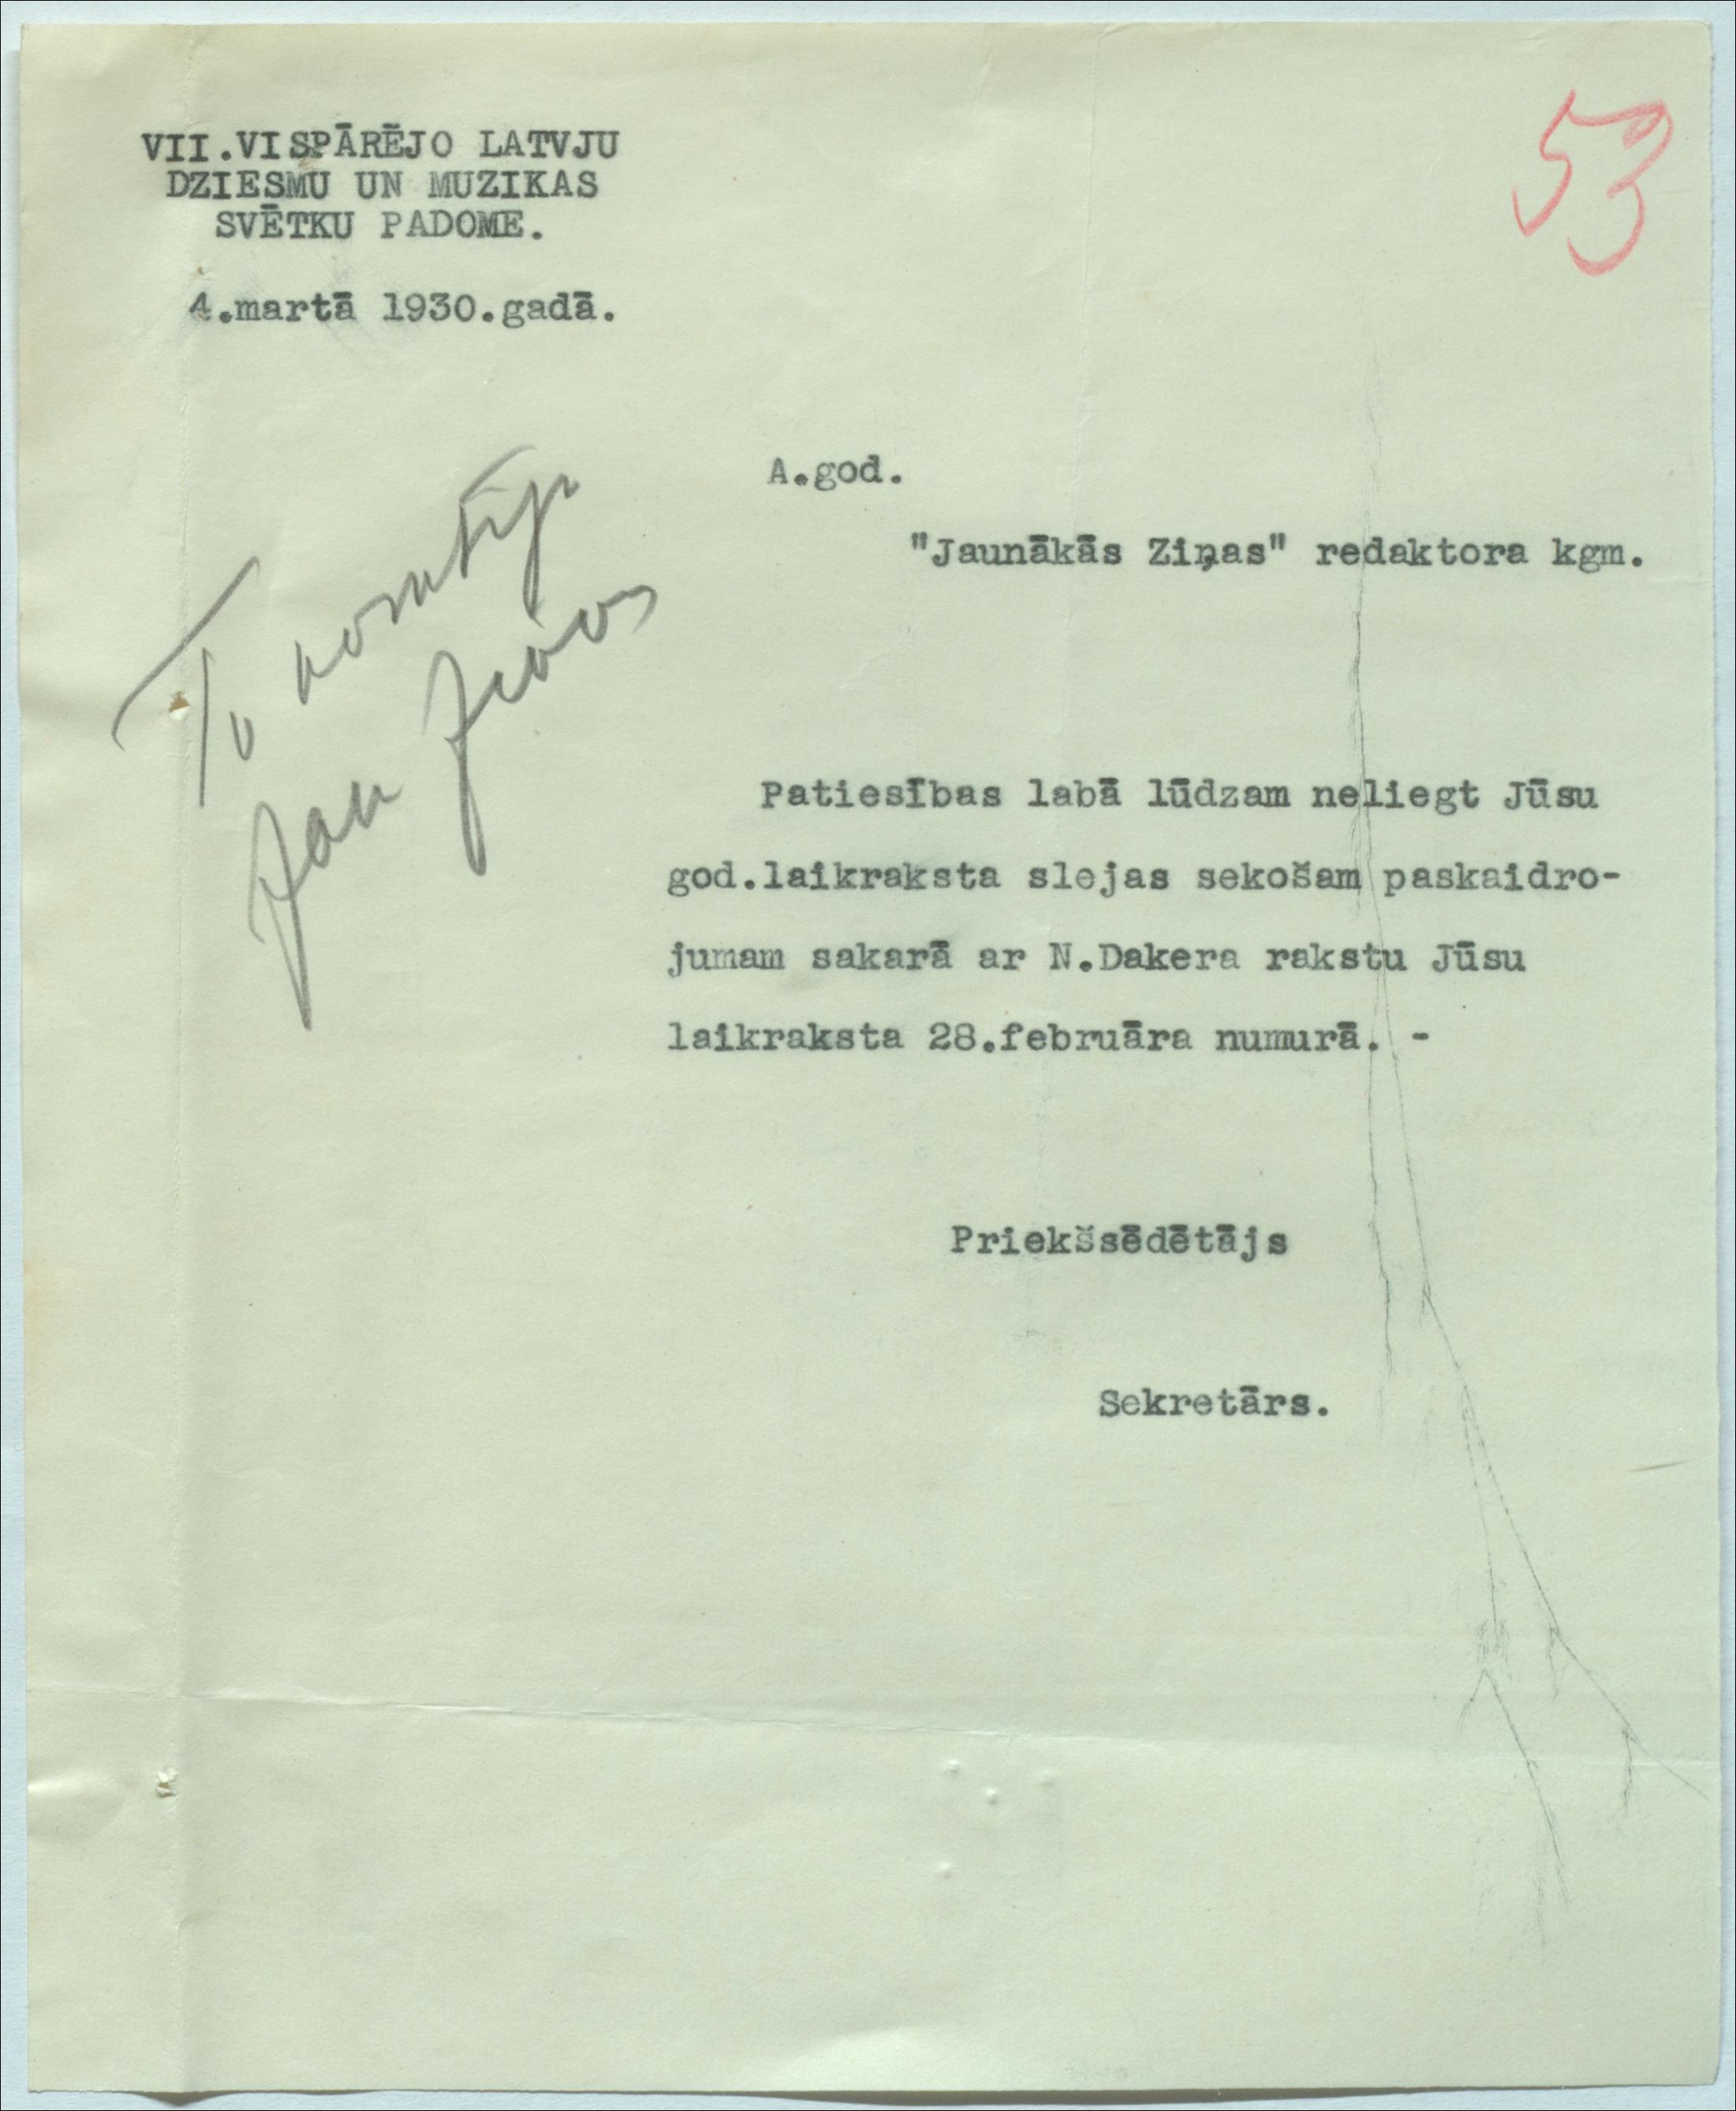 VII.VISPĀRĒJO LATVJU
DZIESMU UN MUZIKAS
SVĒTKU PADOME.
53
4.martā 1930.gadā.
A.god.
"Jaunākās Ziņas" redaktora kgm.
Patiesības labā lūdzam neliegt Jūsu
god.laikraksta slejas sekošam paskaidro-
jumam sakarā ar N.Dakera rakstu Jūsu
laikraksta 28.februāra numurā. -
Priekšsēdētājs
Sekretārs.